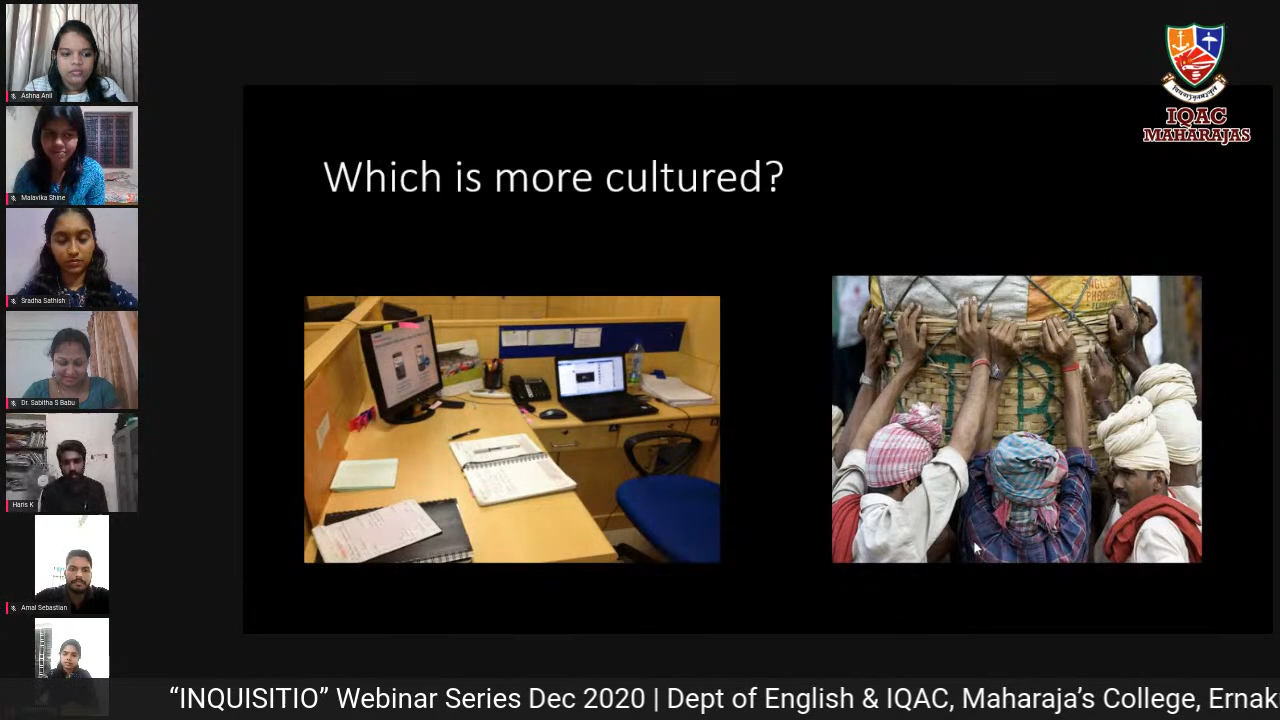 Ashna Anil
Malavika Shine
Sradha Sathish
Dr. Sabitha S Babu
Haris K
Amal Sebastian
IQAC
MAHARAJAS
Which is more cultured?
“INQUISITIO” Webinar Series Dec 2020 | Dept of English & IQAC, Maharaja’s College, Ernak